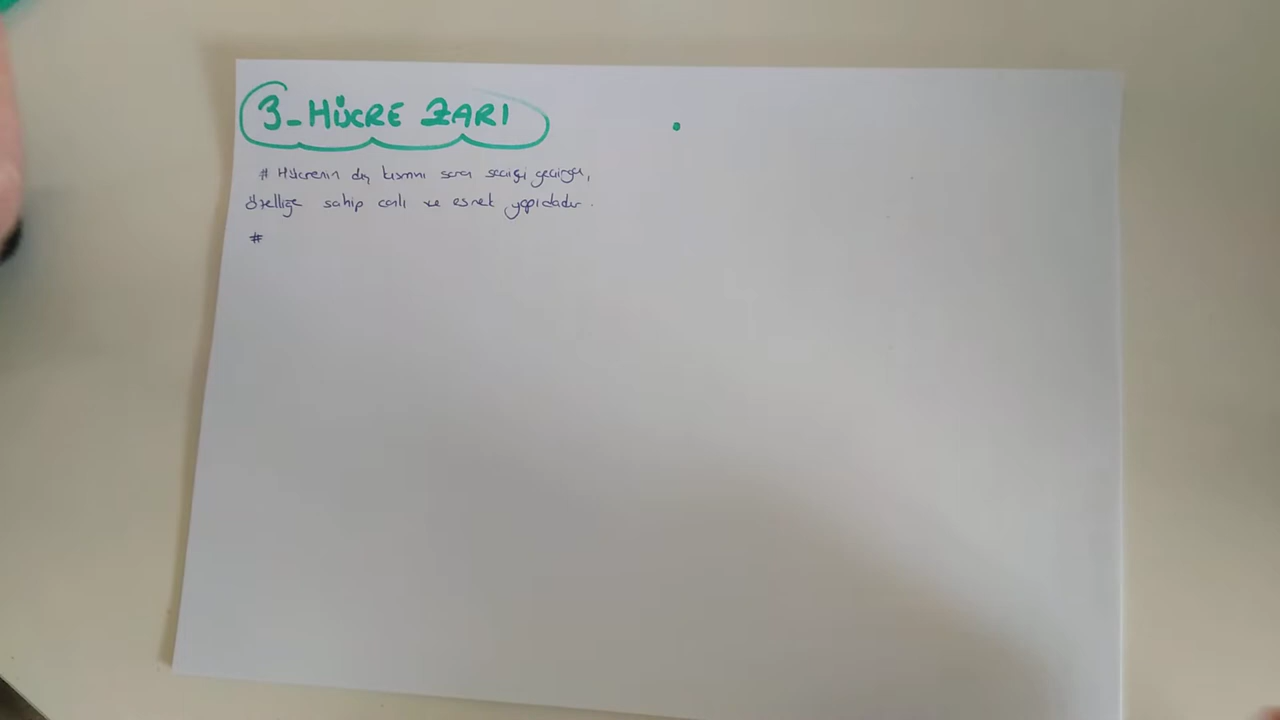 3-HÜCRE ZARI
# Hücrenin dış kısmını saran seçici geçirgen,
özelliğe sahip canlı ve esnek yapıdadır.
#